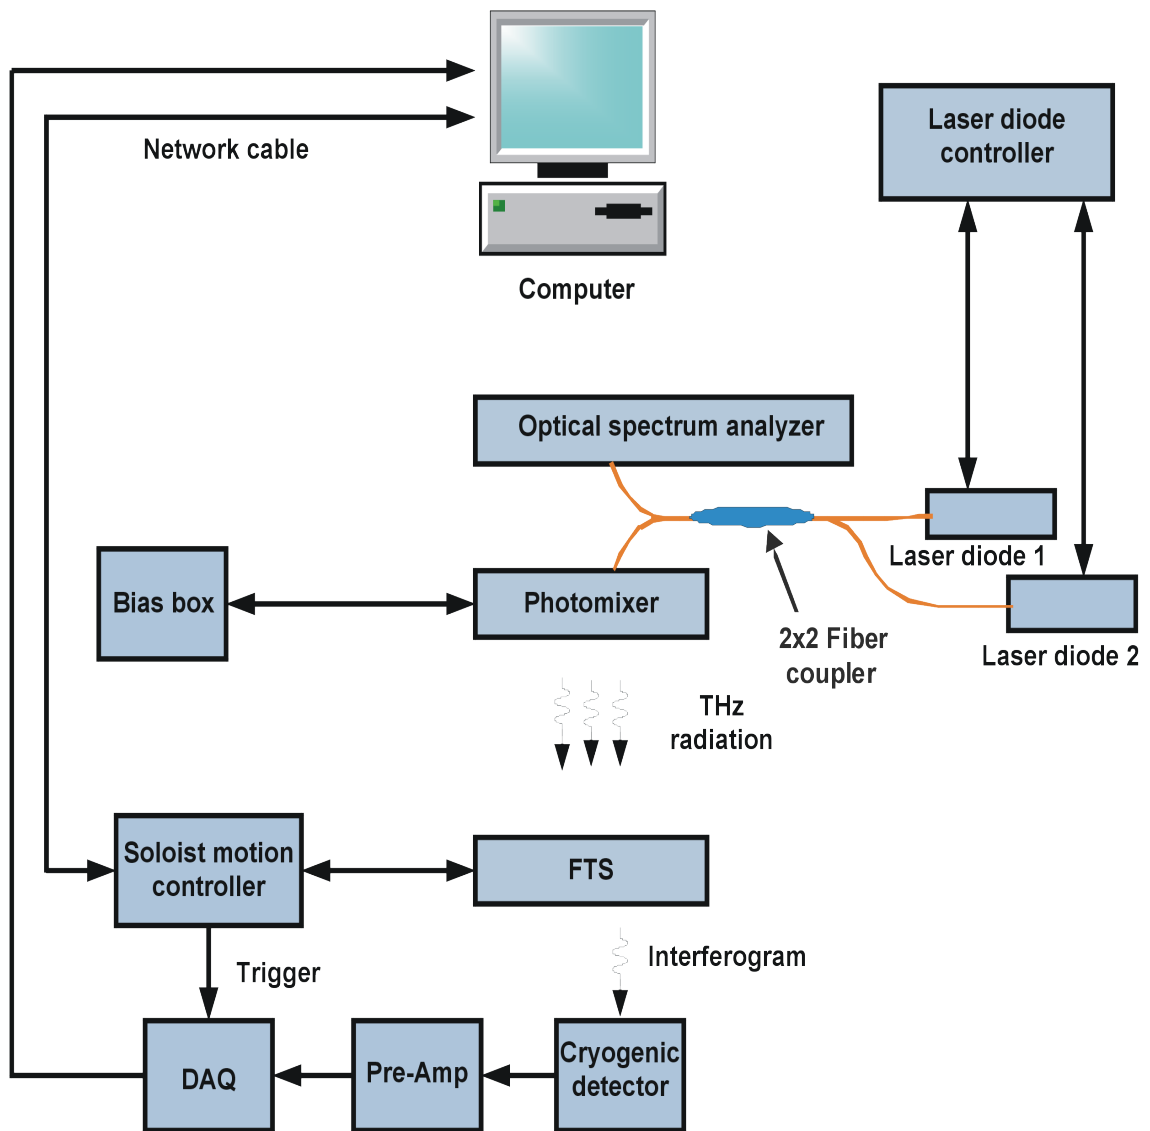 Network cable
Computer
Laser diode
controller
Optical spectrum analyzer
Laser diode 1
Bias box
Photomixer
2x2 Fiber
coupler
Laser diode 2
THz
radiation
Soloist motion
controller
FTS
Trigger
Interferogram
DAQ
Pre-Amp
Cryogenic
detector